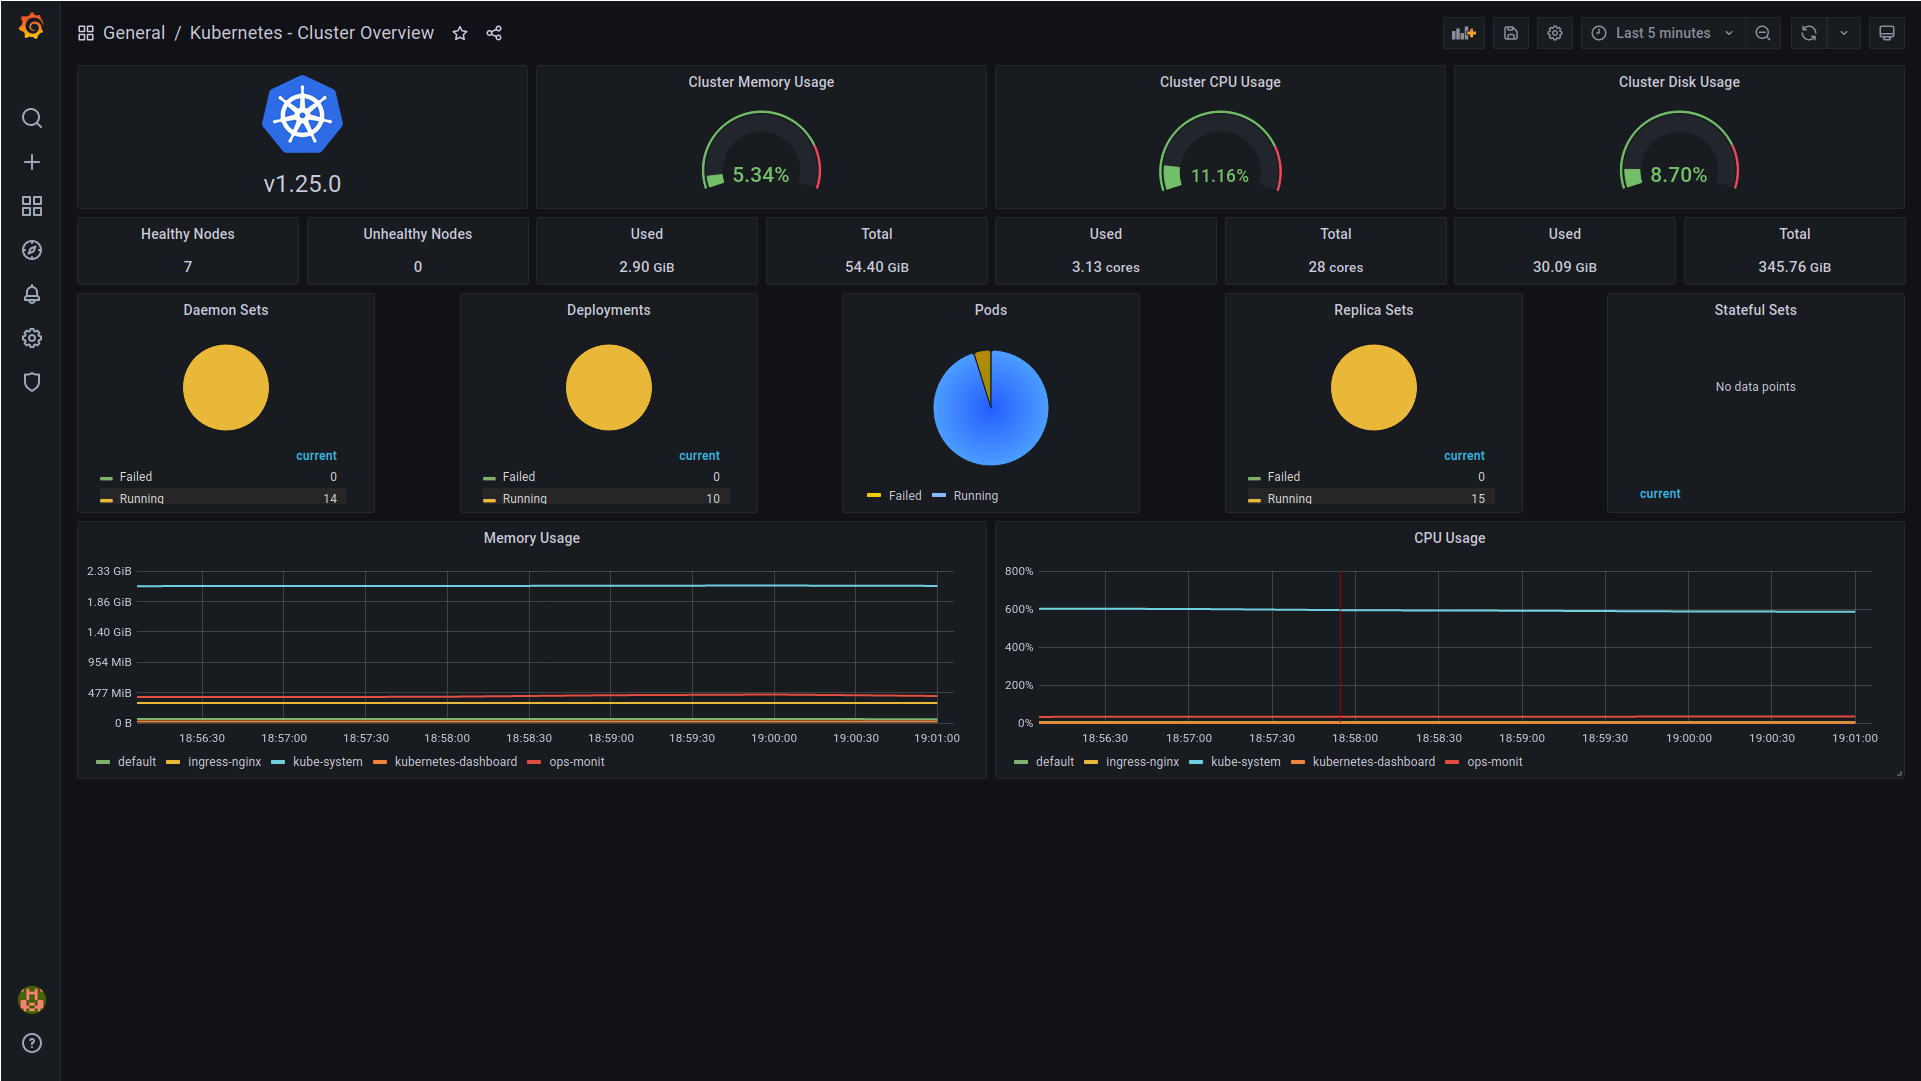 General / Kubernetes - Cluster Overview
Last 5 minutes
v1.25.0
Cluster Memory Usage
5.34%
Cluster CPU Usage
11.16%
Cluster Disk Usage
8.70%
Healthy Nodes
7
Unhealthy Nodes
0
Used
2.90 GiB
Total
54.40 GiB
Used
3.13 cores
Total
28 cores
Used
30.09 GiB
Total
345.76 GiB
Daemon Sets
current
Failed 0
Running 14
Deployments
current
Failed 0
Running 10
Pods
Failed Running
Replica Sets
current
Failed 0
Running 15
Stateful Sets
No data points
current
Memory Usage
2.33 GiB
1.86 GiB
1.40 GiB
954 MiB
477 MiB
0 B
18:56:30 18:57:00 18:57:30 18:58:00 18:58:30 18:59:00 18:59:30 19:00:00 19:00:30 19:01:00
default ingress-nginx kube-system kubernetes-dashboard ops-monit
CPU Usage
800%
600%
400%
200%
0%
18:56:30 18:57:00 18:57:30 18:58:00 18:58:30 18:59:00 18:59:30 19:00:00 19:00:30 19:01:00
default ingress-nginx kube-system kubernetes-dashboard ops-monit